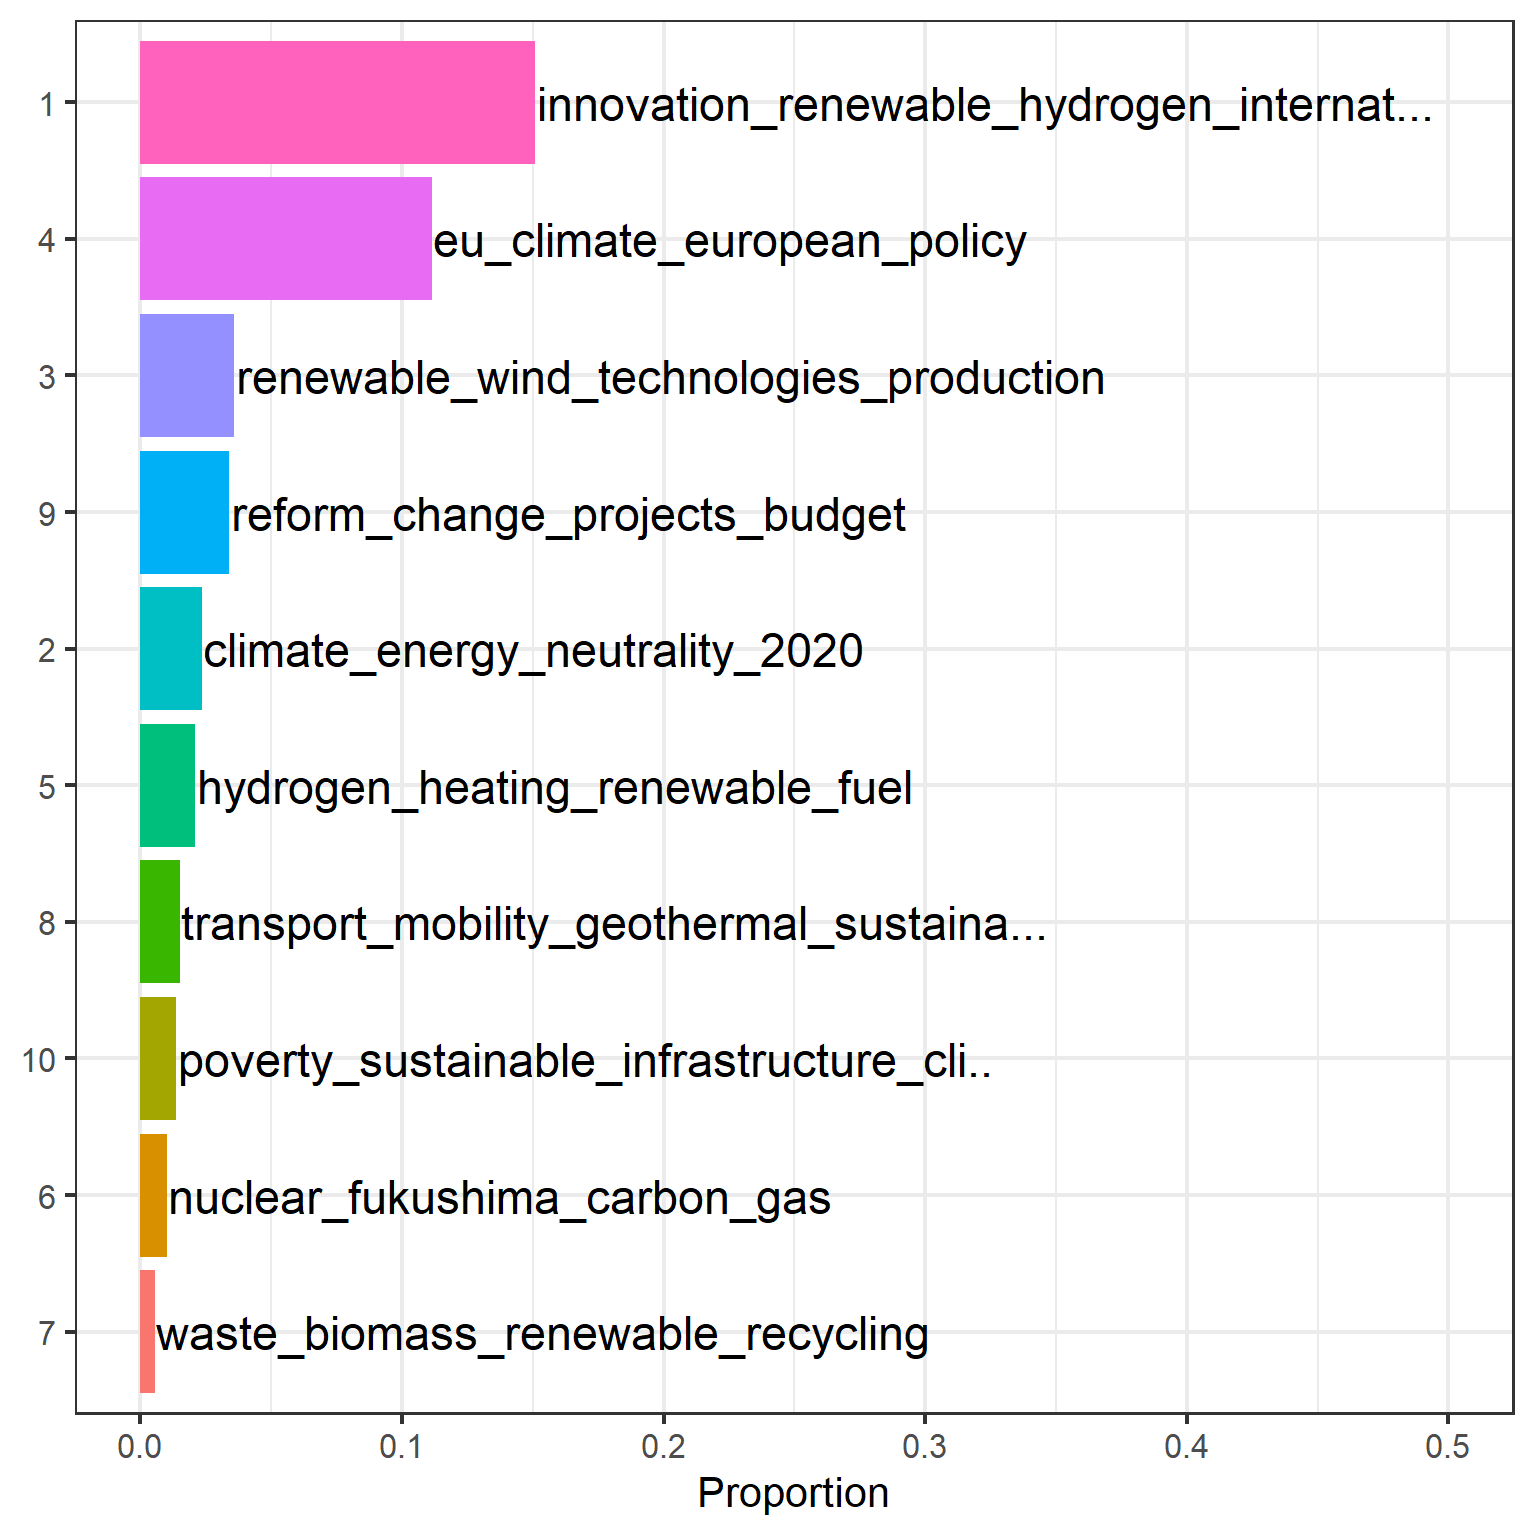 1 innovation_renewable_hydrogen_internat...
4 eu_climate_european_policy
3 renewable_wind_technologies_production
9 reform_change_projects_budget
2 climate_energy_neutrality_2020
5 hydrogen_heating_renewable_fuel
8 transport_mobility_geothermal_sustaina...
10 poverty_sustainable_infrastructure_cli..
6 nuclear_fukushima_carbon_gas
7 waste_biomass_renewable_recycling
0.0 0.1 0.2 0.3 0.4 0.5
Proportion